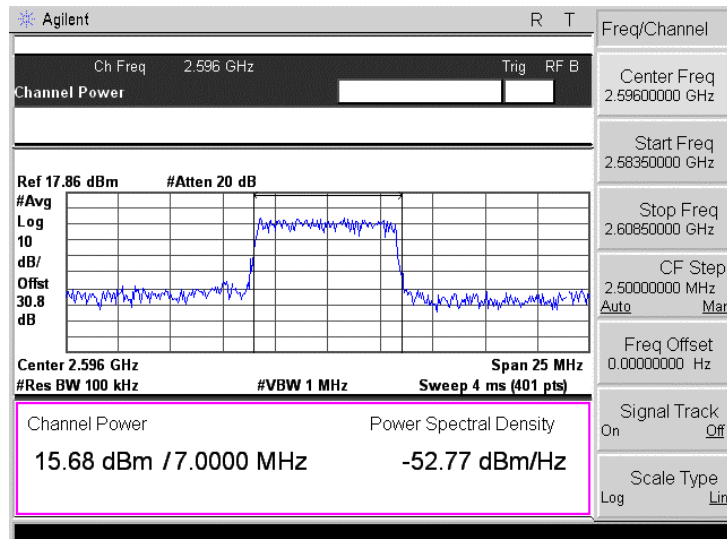 Agilent
R T
Freq/Channel
Ch Freq 2.596 GHz Trig RF B
Channel Power
Center Freq
2.59600000 GHz
Start Freq
2.58350000 GHz
Stop Freq
2.60850000 GHz
CF Step
2.50000000 MHz
Auto Man
Freq Offset
0.00000000 Hz
Signal Track
On Off
Scale Type
Log Lin
Ref 17.86 dBm #Atten 20 dB
#Avg
Log
10
dB/
Offst
30.8
dB
Center 2.596 GHz Span 25 MHz
#Res BW 100 kHz #VBW 1 MHz Sweep 4 ms (401 pts)
Channel Power Power Spectral Density
15.68 dBm /7.0000 MHz -52.77 dBm/Hz